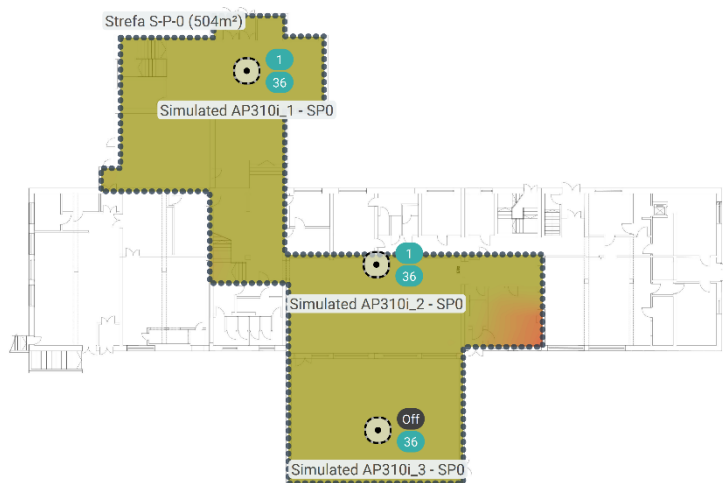 Strefa S-P-0 (504m²)
1
36
Simulated AP310i_1 - SP0
1
36
Simulated AP310i_2 - SP0
Off
36
Simulated AP310i_3 - SP0